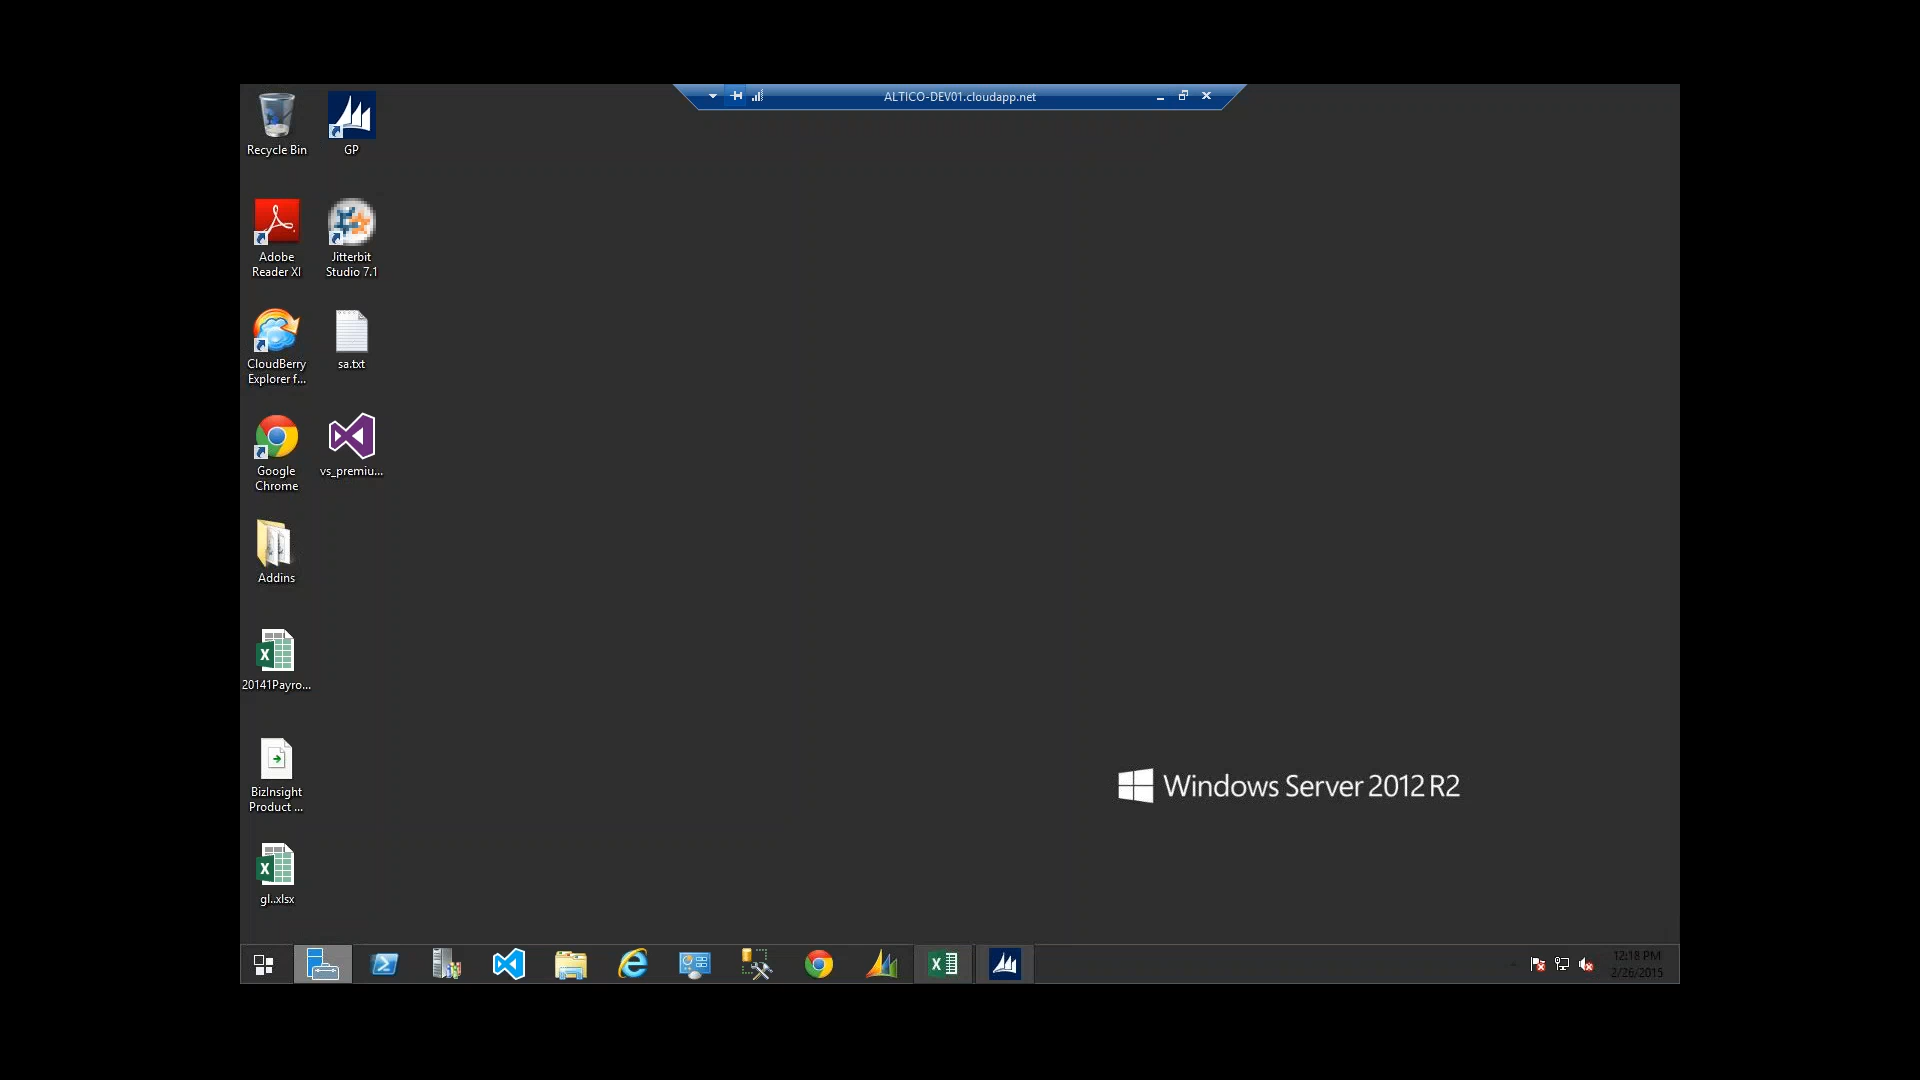 ALTICO-DEV01.cloudapp.net
Recycle Bin
GP
Adobe
Reader XI
Jitterbit
Studio 7.1
CloudBerry
Explorer f...
sa.txt
Google
Chrome
vs_premiu...
Addins
20141Payro...
BizInsight
Product ...
gl..xlsx
Windows Server 2012 R2
12:18 PM
2/26/2015